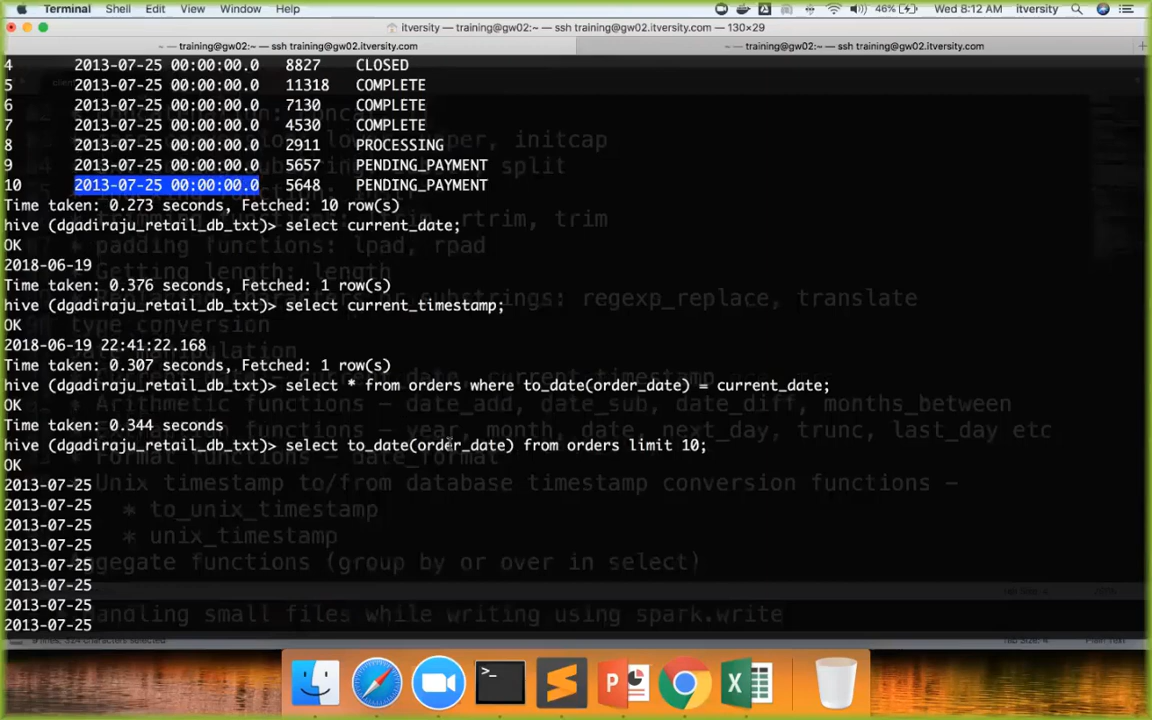 Terminal Shell Edit View Window Help 46% Wed 8:12 AM itversity
itversity — training@gw02:~ — ssh training@gw02.itversity.com — 130×29
~ — training@gw02:~ — ssh training@gw02.itversity.com ~ — training@gw02:~ — ssh training@gw02.itversity.com +
4 2013-07-25 00:00:00.0 8827 CLOSED
5 2013-07-25 00:00:00.0 11318 COMPLETE
6 2013-07-25 00:00:00.0 7130 COMPLETE
7 2013-07-25 00:00:00.0 4530 COMPLETE
initcap
8 2013-07-25 00:00:00.0 2911 PROCESSING
9 2013-07-25 00:00:00.0 5657 PENDING_PAYMENT
split
10 2013-07-25 00:00:00.0 5648 PENDING_PAYMENT
Time taken: 0.273 seconds, Fetched: 10 row(s)
rtrim, trim
hive (dgadiraju_retail_db_txt)> select current_date;
OK
* padding functions: lpad, rpad
2018-06-19
* Getting length: length
Time taken: 0.376 seconds, Fetched: 1 row(s)
or substrings: regexp_replace, translate
hive (dgadiraju_retail_db_txt)> select current_timestamp;
OK
type conversion
2018-06-19 22:41:22.168
Time taken: 0.307 seconds, Fetched: 1 row(s)
hive (dgadiraju_retail_db_txt)> select * from orders where to_date(order_date) = current_date;
OK
* Arithmetic functions – date_add, date_sub, date_diff, months_between
Time taken: 0.344 seconds
year, month, date, next_day, trunc, last_day etc
hive (dgadiraju_retail_db_txt)> select to_date(order_date) from orders limit 10;
* Format functions – date_format
OK
2013-07-25
Unix timestamp to/from database timestamp conversion functions –
2013-07-25
* to_unix_timestamp
2013-07-25
* unix_timestamp
2013-07-25
2013-07-25
Aggegate functions (group by or over in select)
2013-07-25
2013-07-25
andling small files while writing using spark.write
2013-07-25